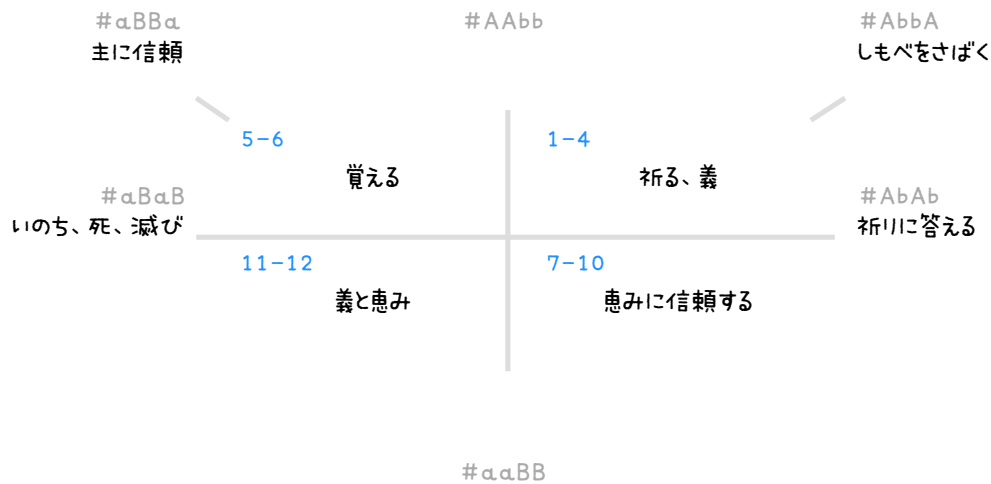 #aBBa
主に信頼
#AAbb
#AbbA
しもべをさばく
5-6
覚える
1-4
祈る、義
#aBaB
いのち、死、滅び
#AbAb
祈りに答える
11-12
義と恵み
7-10
恵みに信頼する
#aaBB